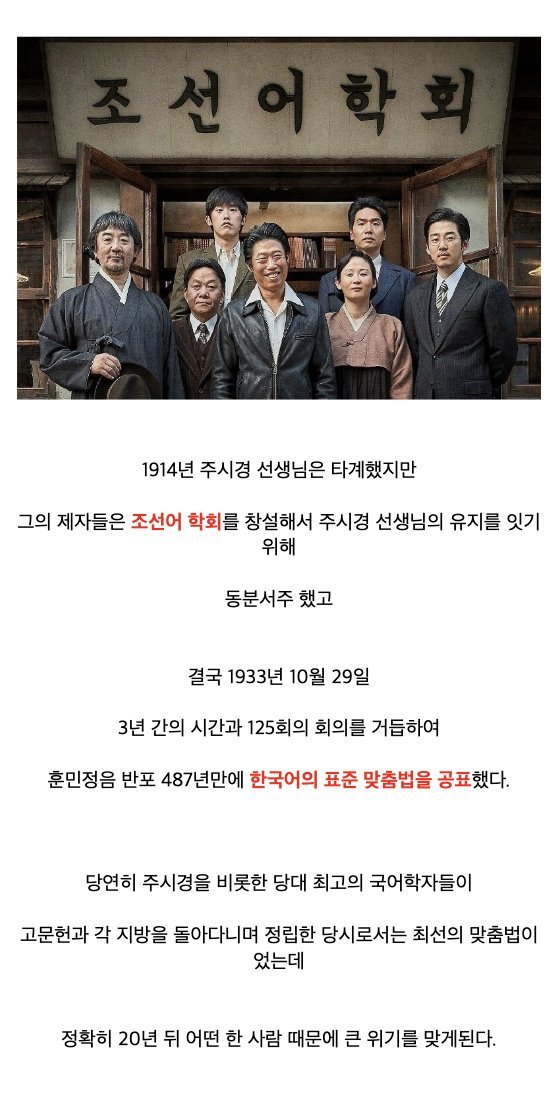 조선어학회
1914년 주시경 선생님은 타계했지만
그의 제자들은 조선어 학회를 창설해서 주시경 선생님의 유지를 잇기
위해
동분서주 했고
결국 1933년 10월 29일
3년 간의 시간과 125회의 회의를 거듭하여
훈민정음 반포 487년만에 한국어의 표준 맞춤법을 공표했다.
당연히 주시경을 비롯한 당대 최고의 국어학자들이
고문헌과 각 지방을 돌아다니며 정립한 당시로서는 최선의 맞춤법이
었는데
정확히 20년 뒤 어떤 한 사람 때문에 큰 위기를 맞게된다.